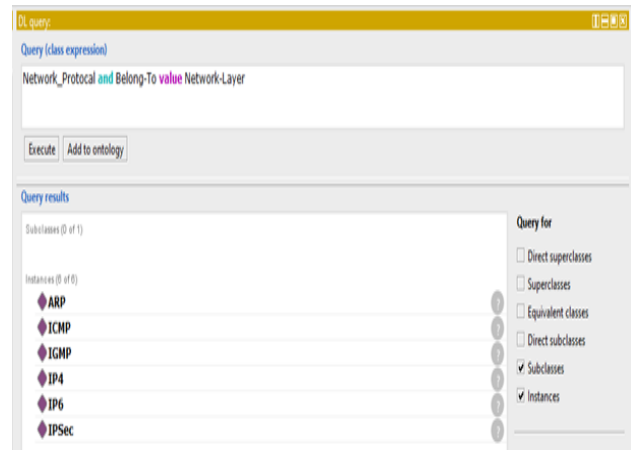 DL query:
Query (class expression)
Network_Protocal and Belong-To value Network-Layer
Execute Add to ontology
Query results
Subclasses (0 of 1)
Instances (6 of 6)
ARP
ICMP
IGMP
IP4
IP6
IPSec
Query for
Direct superclasses
Superclasses
Equivalent classes
Direct subclasses
Subclasses
Instances